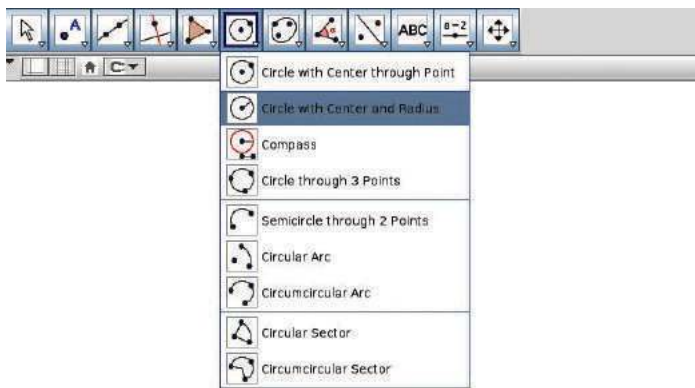 A
ABC
a=2
Circle with Center through Point
Circle with Center and Radius
Compass
Circle through 3 Points
Semicircle through 2 Points
Circular Arc
Circumcircular Arc
Circular Sector
Circumcircular Sector